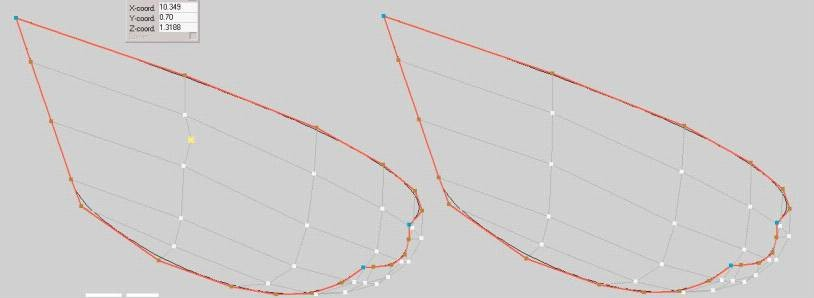 X-coord. 10.349
Y-coord. 0.70
Z-coord. 1.3188